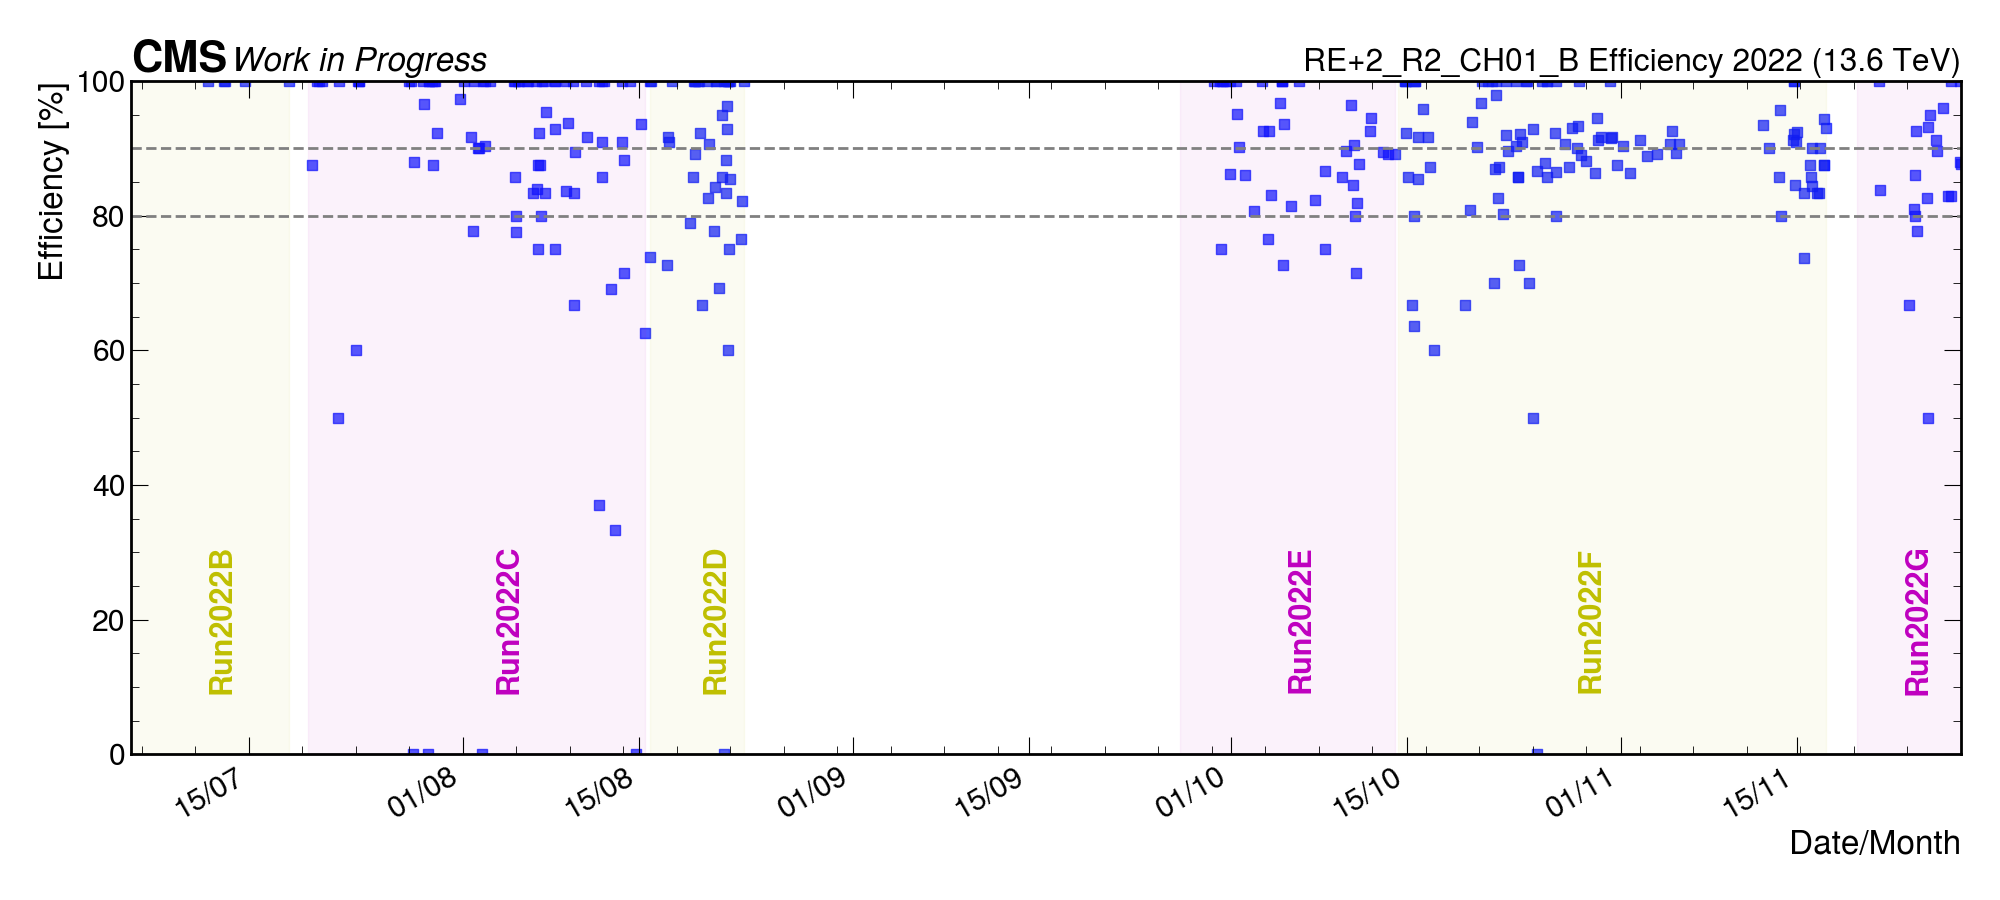 CMS Work in Progress
RE+2_R2_CH01_B Efficiency 2022 (13.6 TeV)
Efficiency [%]
100
80
60
40
20
0
Run2022B
Run2022C
Run2022D
Run2022E
Run2022F
Run2022G
15/07
01/08
15/08
01/09
15/09
01/10
15/10
01/11
15/11
Date/Month